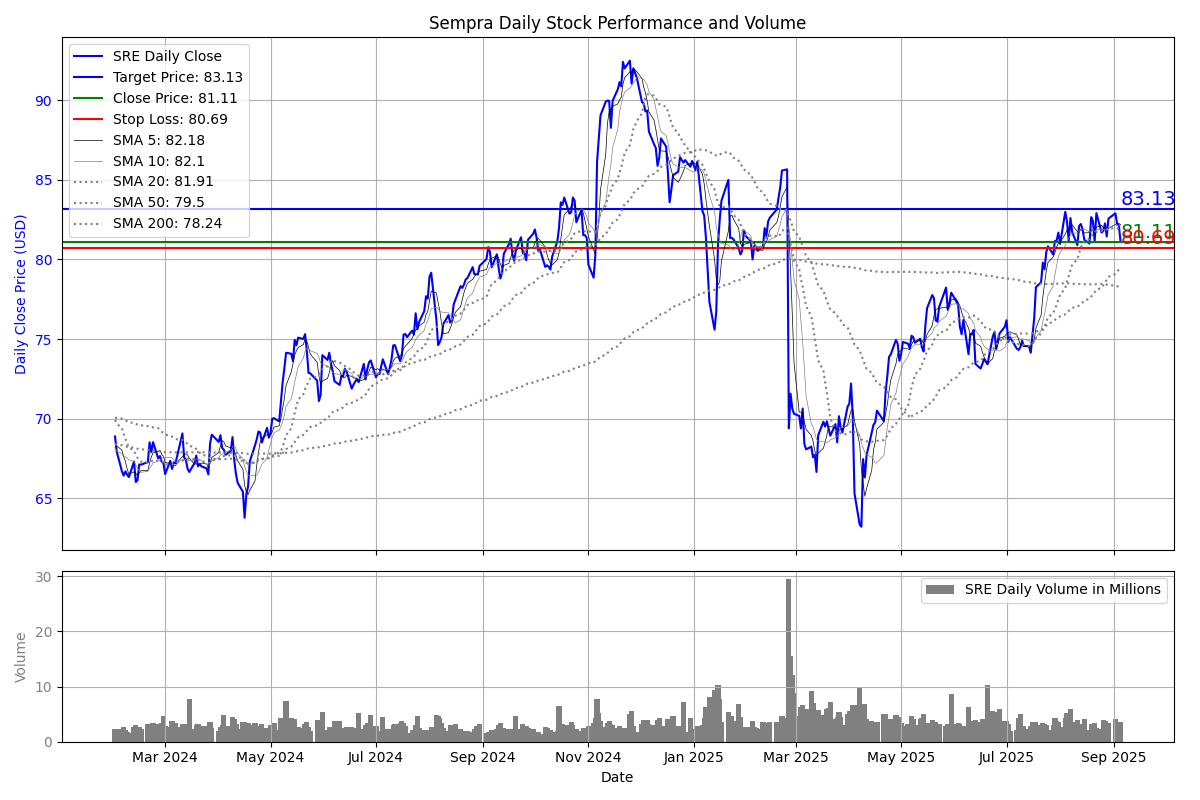 Sempra Daily Stock Performance and Volume
SRE Daily Close
Target Price: 83.13
Close Price: 81.11
Stop Loss: 80.69
SMA 5: 82.18
SMA 10: 82.1
SMA 20: 81.91
SMA 50: 79.5
SMA 200: 78.24
90
85
80
75
70
65
Daily Close Price (USD)
83.13
81.11
80.69
SRE Daily Volume in Millions
30
20
10
0
Volume
Mar 2024
May 2024
Jul 2024
Sep 2024
Nov 2024
Jan 2025
Mar 2025
May 2025
Jul 2025
Sep 2025
Date